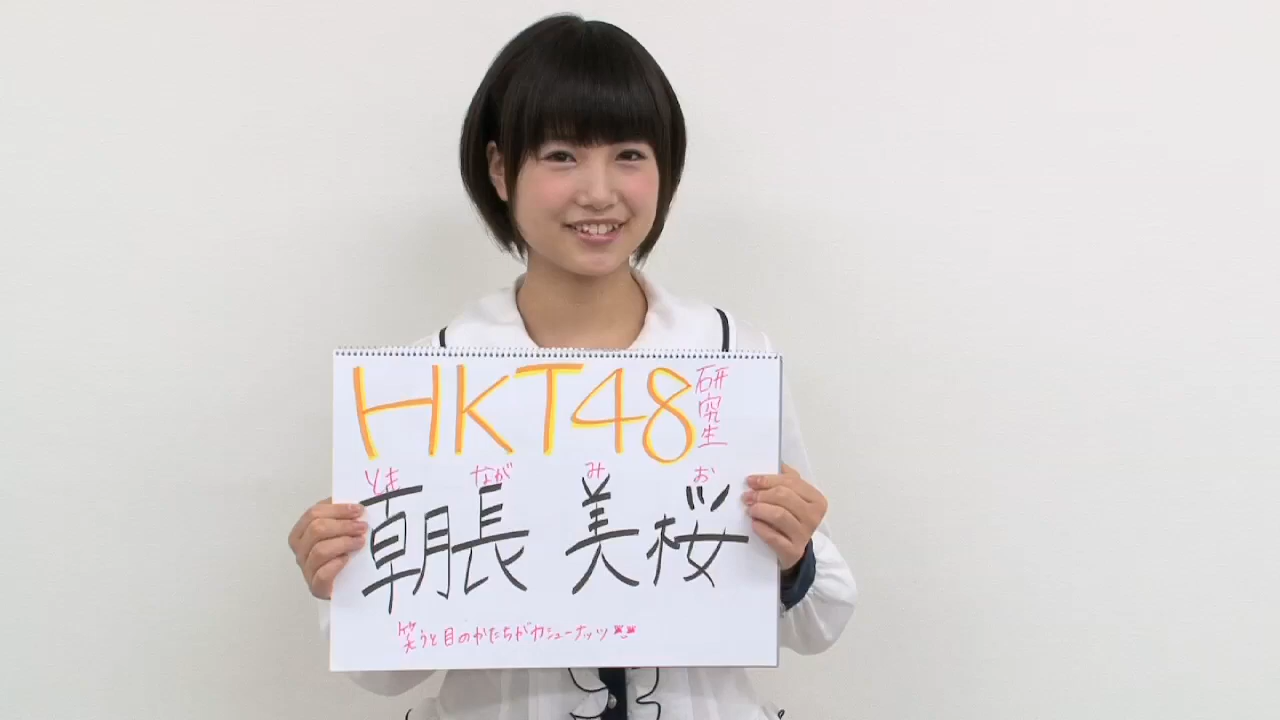 HKT48 研究生
とも なが み お
朝長 美桜
笑うと目のかたちがカシューナッツ